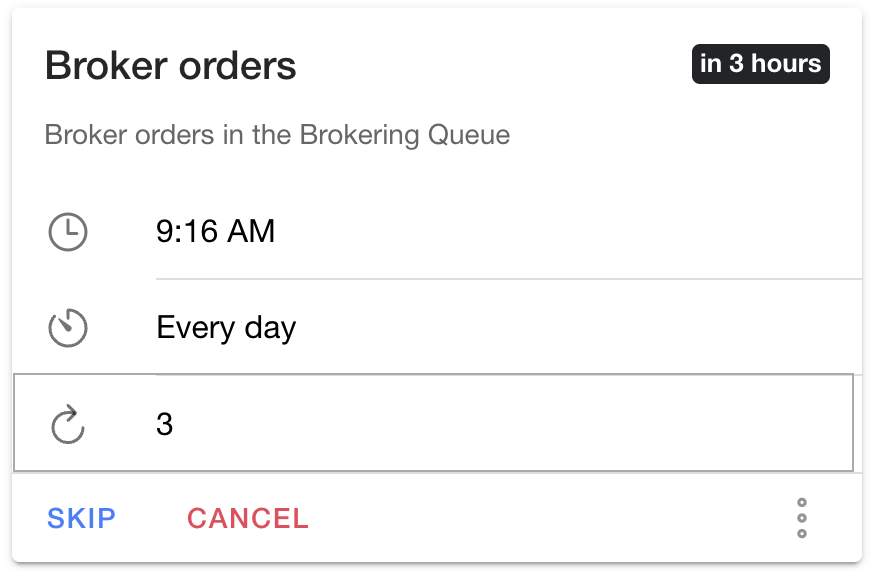 Broker orders
in 3 hours
Broker orders in the Brokering Queue
9:16 AM
Every day
3
SKIP CANCEL